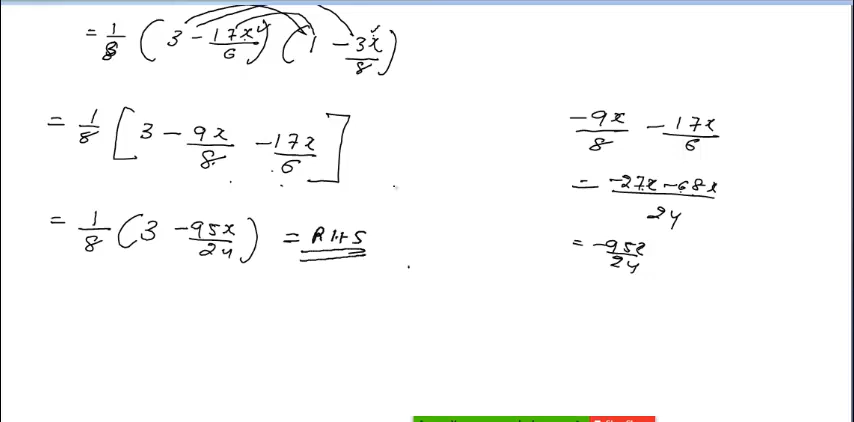 = 1/8 (3 - 17x/6) (1 - 3x/8)
= 1/8 [3 - 9x/8 - 17x/6]
= 1/8 (3 - 95x/24) = RHS
-9x/8 - 17x/6
= -27x - 68x/24
= -95x/24